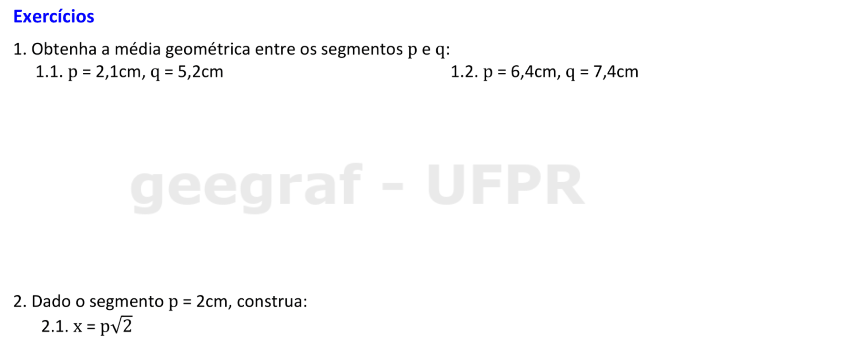 Exercícios
1. Obtenha a média geométrica entre os segmentos p e q:
1.1. p = 2,1cm, q = 5,2cm
1.2. p = 6,4cm, q = 7,4cm
geegraf - UFPR
2. Dado o segmento p = 2cm, construa:
2.1. x = p√2